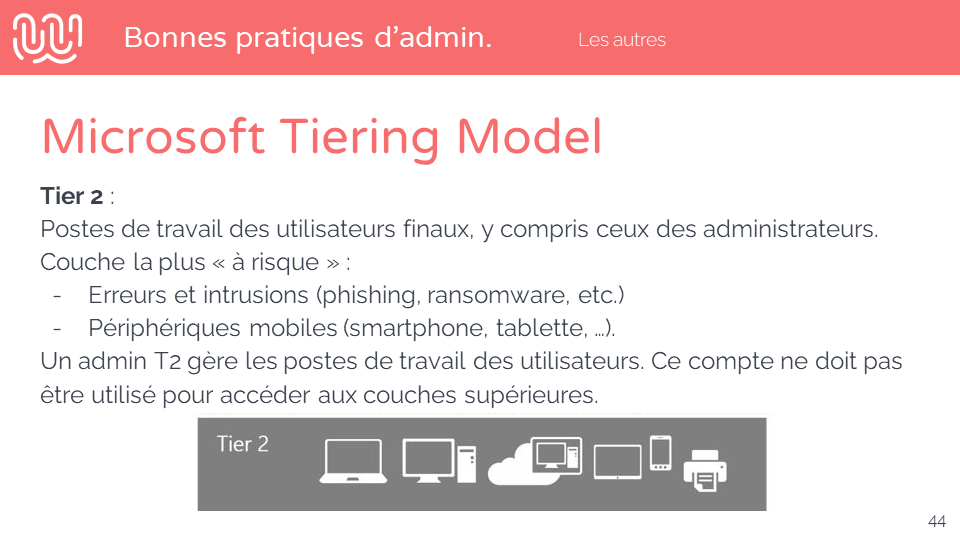 Bonnes pratiques d’admin.
Les autres
Microsoft Tiering Model
Tier 2 :
Postes de travail des utilisateurs finaux, y compris ceux des administrateurs.
Couche la plus « à risque » :
- Erreurs et intrusions (phishing, ransomware, etc.)
- Périphériques mobiles (smartphone, tablette, …).
Un admin T2 gère les postes de travail des utilisateurs. Ce compte ne doit pas
être utilisé pour accéder aux couches supérieures.
Tier 2
44